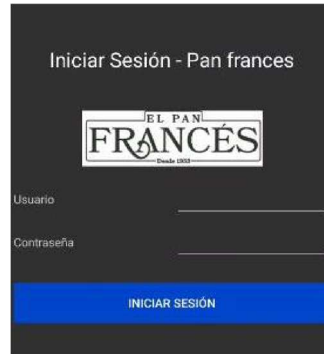 Iniciar Sesión - Pan frances
EL PAN
FRANCÉS
Usuario
Contraseña
INICIAR SESIÓN